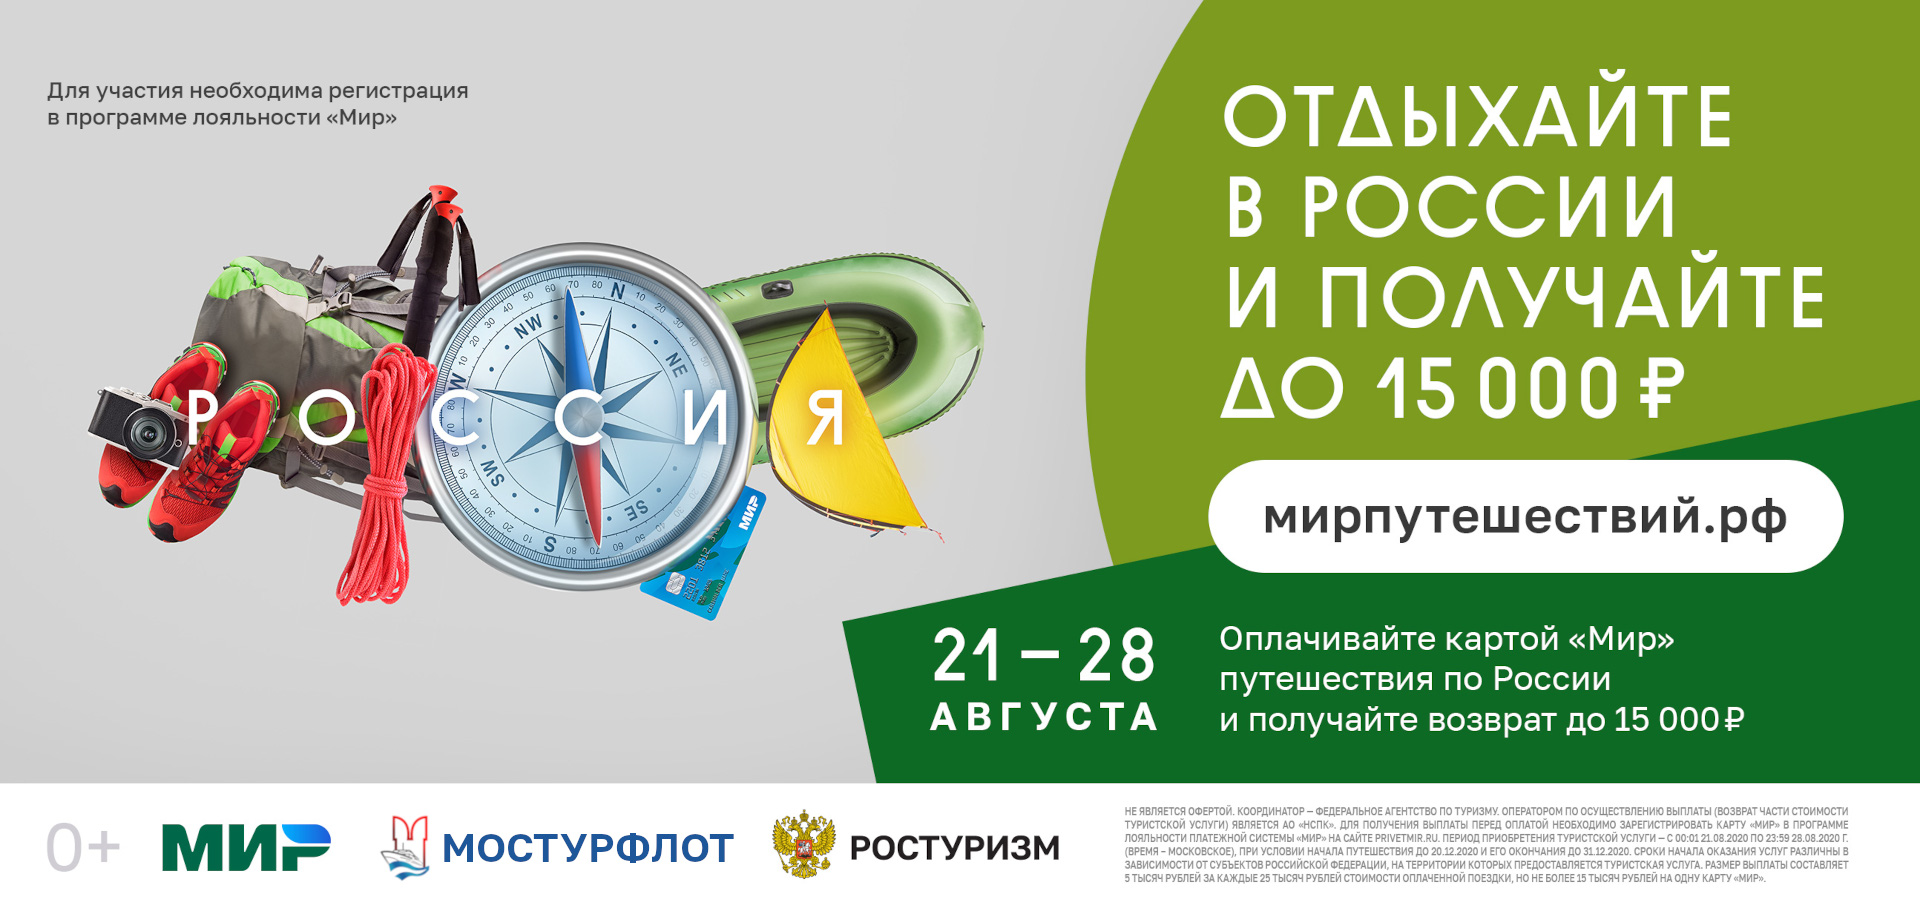 Для участия необходима регистрация
в программе лояльности «Мир»
ОТДЫХАЙТЕ
В РОССИИ
И ПОЛУЧАЙТЕ
ДО 15 000 ₽
РОССИЯ
N
NE
SE
S
SW
W
NW
МИР
мирпутешествий.рф
21 – 28
АВГУСТА
Оплачивайте картой «Мир»
путешествия по России
и получайте возврат до 15 000 ₽
0+
МИР
МОСТУРФЛОТ
РОСТУРИЗМ
НЕ ЯВЛЯЕТСЯ ОФЕРТОЙ. КООРДИНАТОР – ФЕДЕРАЛЬНОЕ АГЕНТСТВО ПО ТУРИЗМУ. ОПЕРАТОРОМ ПО ОСУЩЕСТВЛЕНИЮ ВЫПЛАТЫ (ВОЗВРАТ ЧАСТИ СТОИМОСТИ
ТУРИСТСКОЙ УСЛУГИ) ЯВЛЯЕТСЯ АО «НСПК». ДЛЯ ПОЛУЧЕНИЯ ВЫПЛАТЫ ПЕРЕД ОПЛАТОЙ НЕОБХОДИМО ЗАРЕГИСТРИРОВАТЬ КАРТУ «МИР» В ПРОГРАММЕ
ЛОЯЛЬНОСТИ ПЛАТЕЖНОЙ СИСТЕМЫ «МИР» НА САЙТЕ PRIVETMIR.RU. ПЕРИОД ПРИОБРЕТЕНИЯ ТУРИСТСКОЙ УСЛУГИ – С 00:01 21.08.2020 ПО 23:59 28.08.2020 Г.
(ВРЕМЯ – МОСКОВСКОЕ), ПРИ УСЛОВИИ НАЧАЛА ПУТЕШЕСТВИЯ ДО 20.12.2020 И ЕГО ОКОНЧАНИЯ ДО 31.12.2020. СРОКИ НАЧАЛА ОКАЗАНИЯ УСЛУГ РАЗЛИЧНЫ В
ЗАВИСИМОСТИ ОТ СУБЪЕКТОВ РОССИЙСКОЙ ФЕДЕРАЦИИ, НА ТЕРРИТОРИИ КОТОРЫХ ПРЕДОСТАВЛЯЕТСЯ ТУРИСТСКАЯ УСЛУГА. РАЗМЕР ВЫПЛАТЫ СОСТАВЛЯЕТ
5 ТЫСЯЧ РУБЛЕЙ ЗА КАЖДЫЕ 25 ТЫСЯЧ РУБЛЕЙ СТОИМОСТИ ОПЛАЧЕННОЙ ПОЕЗДКИ, НО НЕ БОЛЕЕ 15 ТЫСЯЧ РУБЛЕЙ НА ОДНУ КАРТУ «МИР».